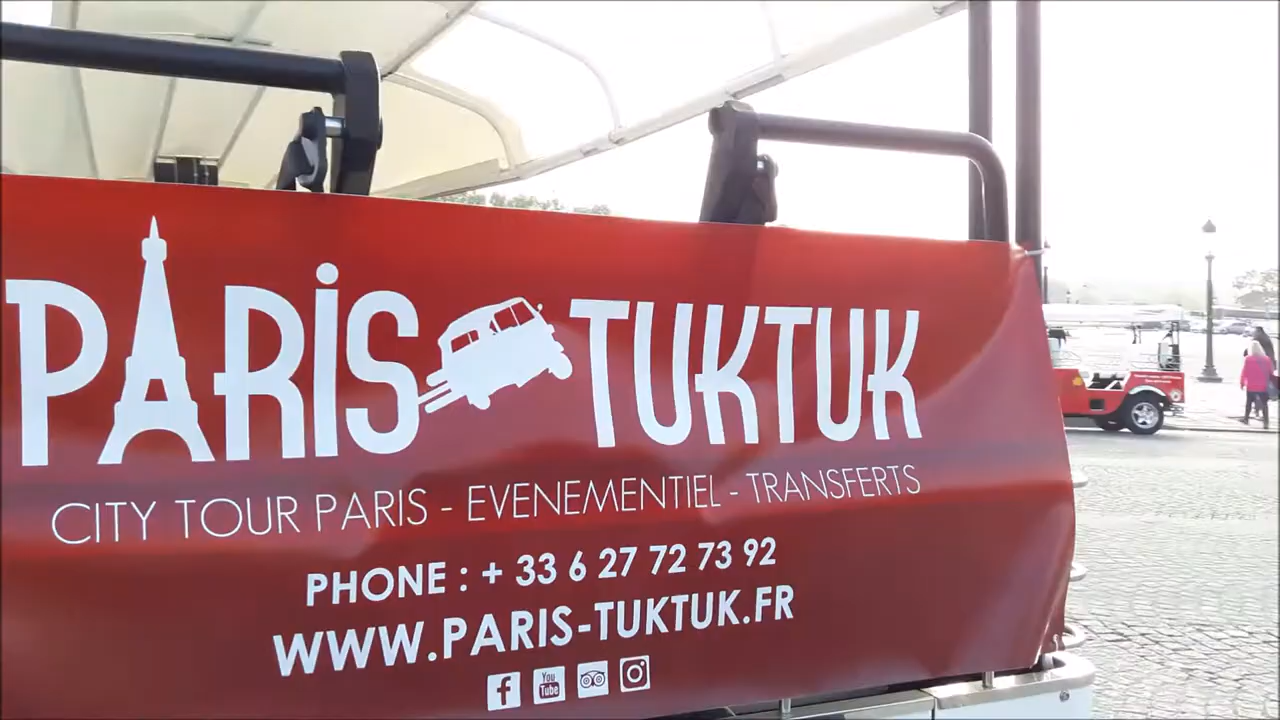 PARIS TUKTUK
CITY TOUR PARIS - EVENEMENTIEL - TRANSFERTS
PHONE : + 33 6 27 72 73 92
WWW.PARIS-TUKTUK.FR
f You Tube